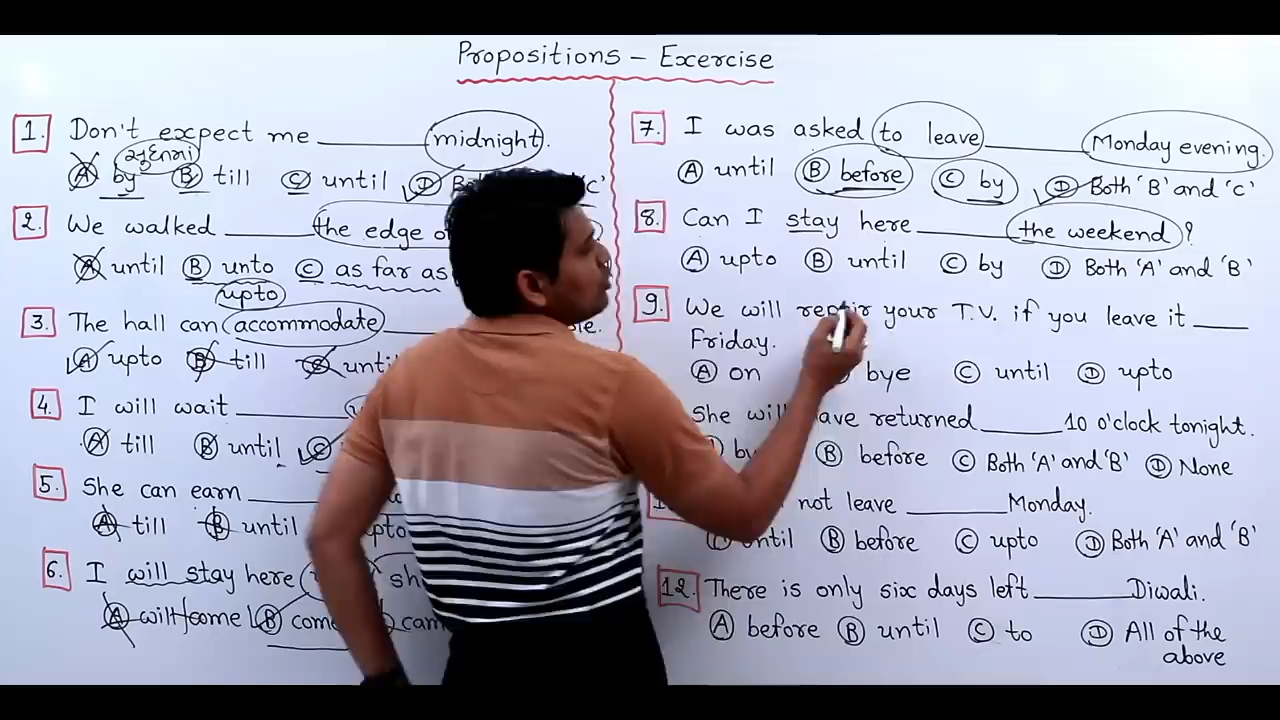 Propositions – Excercise
1. Don't expect me ______ midnight.
સુધીમાં
A by B till C until D Both 'C'
2. We walked ______ the edge of
A until B unto C as far as
upto
3. The hall can accommodate ______
A upto B till C until
4. I will wait ______
A till B until C
5. She can earn ______
A till B until upto
6. I will stay here she
A will come B come C came
7. I was asked to leave ______ Monday evening.
A until B before C by D Both 'B' and 'C'
8. Can I stay here ______ the weekend?
A upto B until C by D Both 'A' and 'B'
9. We will repair your T.V. if you leave it ____
Friday.
A on bye C until D upto
She will have returned ______ 10 o'clock tonight.
by B before C Both 'A' and 'B' D None
not leave ______ Monday.
until B before C upto D Both 'A' and 'B'
12. There is only six days left ______ Diwali.
A before B until C to D All of the
above